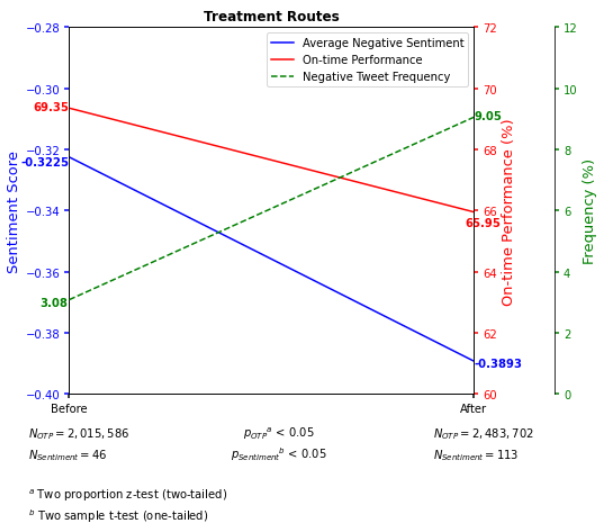 Treatment Routes
Average Negative Sentiment
On-time Performance
Negative Tweet Frequency
Sentiment Score
−0.28
−0.30
−0.32
−0.34
−0.36
−0.38
−0.40
69.35
-0.3225
3.08
9.05
65.95
-0.3893
72
70
68
66
64
62
60
On-time Performance (%)
12
10
8
6
4
2
0
Frequency (%)
Before
After
N_OTP = 2,015,586
p_OTP^a < 0.05
N_OTP = 2,483,702
N_Sentiment = 46
p_Sentiment^b < 0.05
N_Sentiment = 113
^a Two proportion z-test (two-tailed)
^b Two sample t-test (one-tailed)